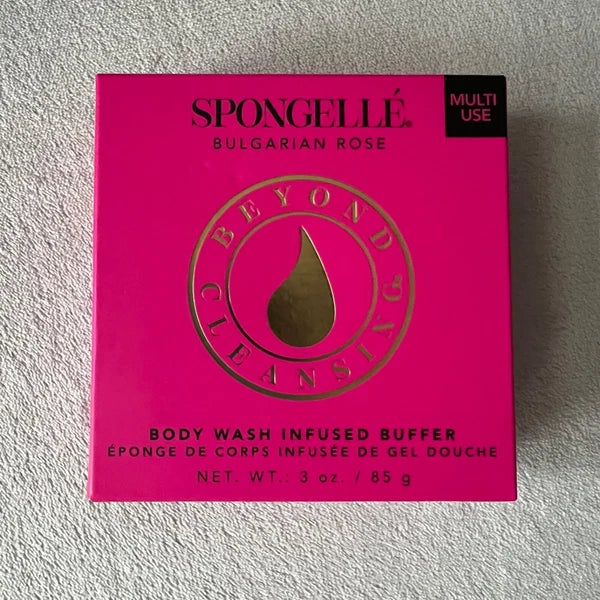 SPONGELLÉ®
BULGARIAN ROSE
MULTI
USE
BEYOND
CLEANSING
BODY WASH INFUSED BUFFER
ÉPONGE DE CORPS INFUSÉE DE GEL DOUCHE
NET. WT.: 3 oz. / 85 g